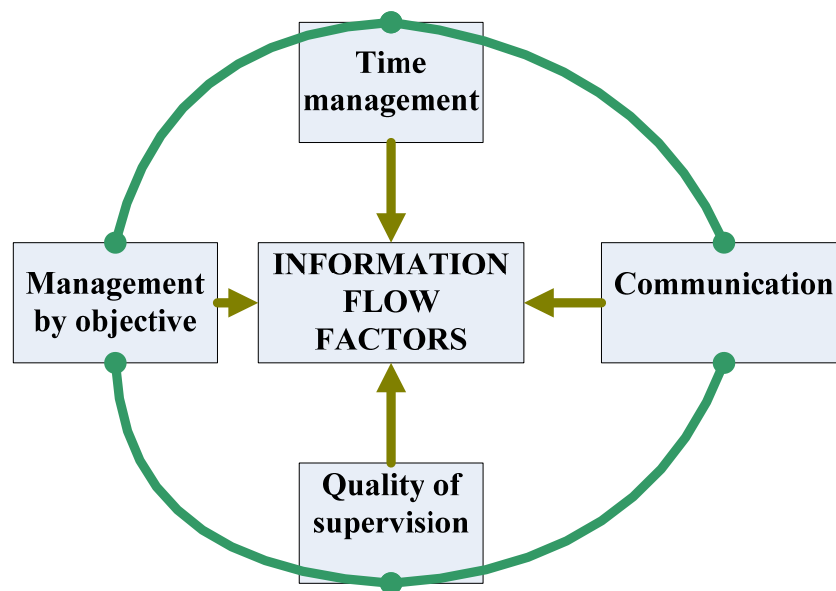 Time
management
Management
by objective
INFORMATION
FLOW
FACTORS
Communication
Quality of
supervision